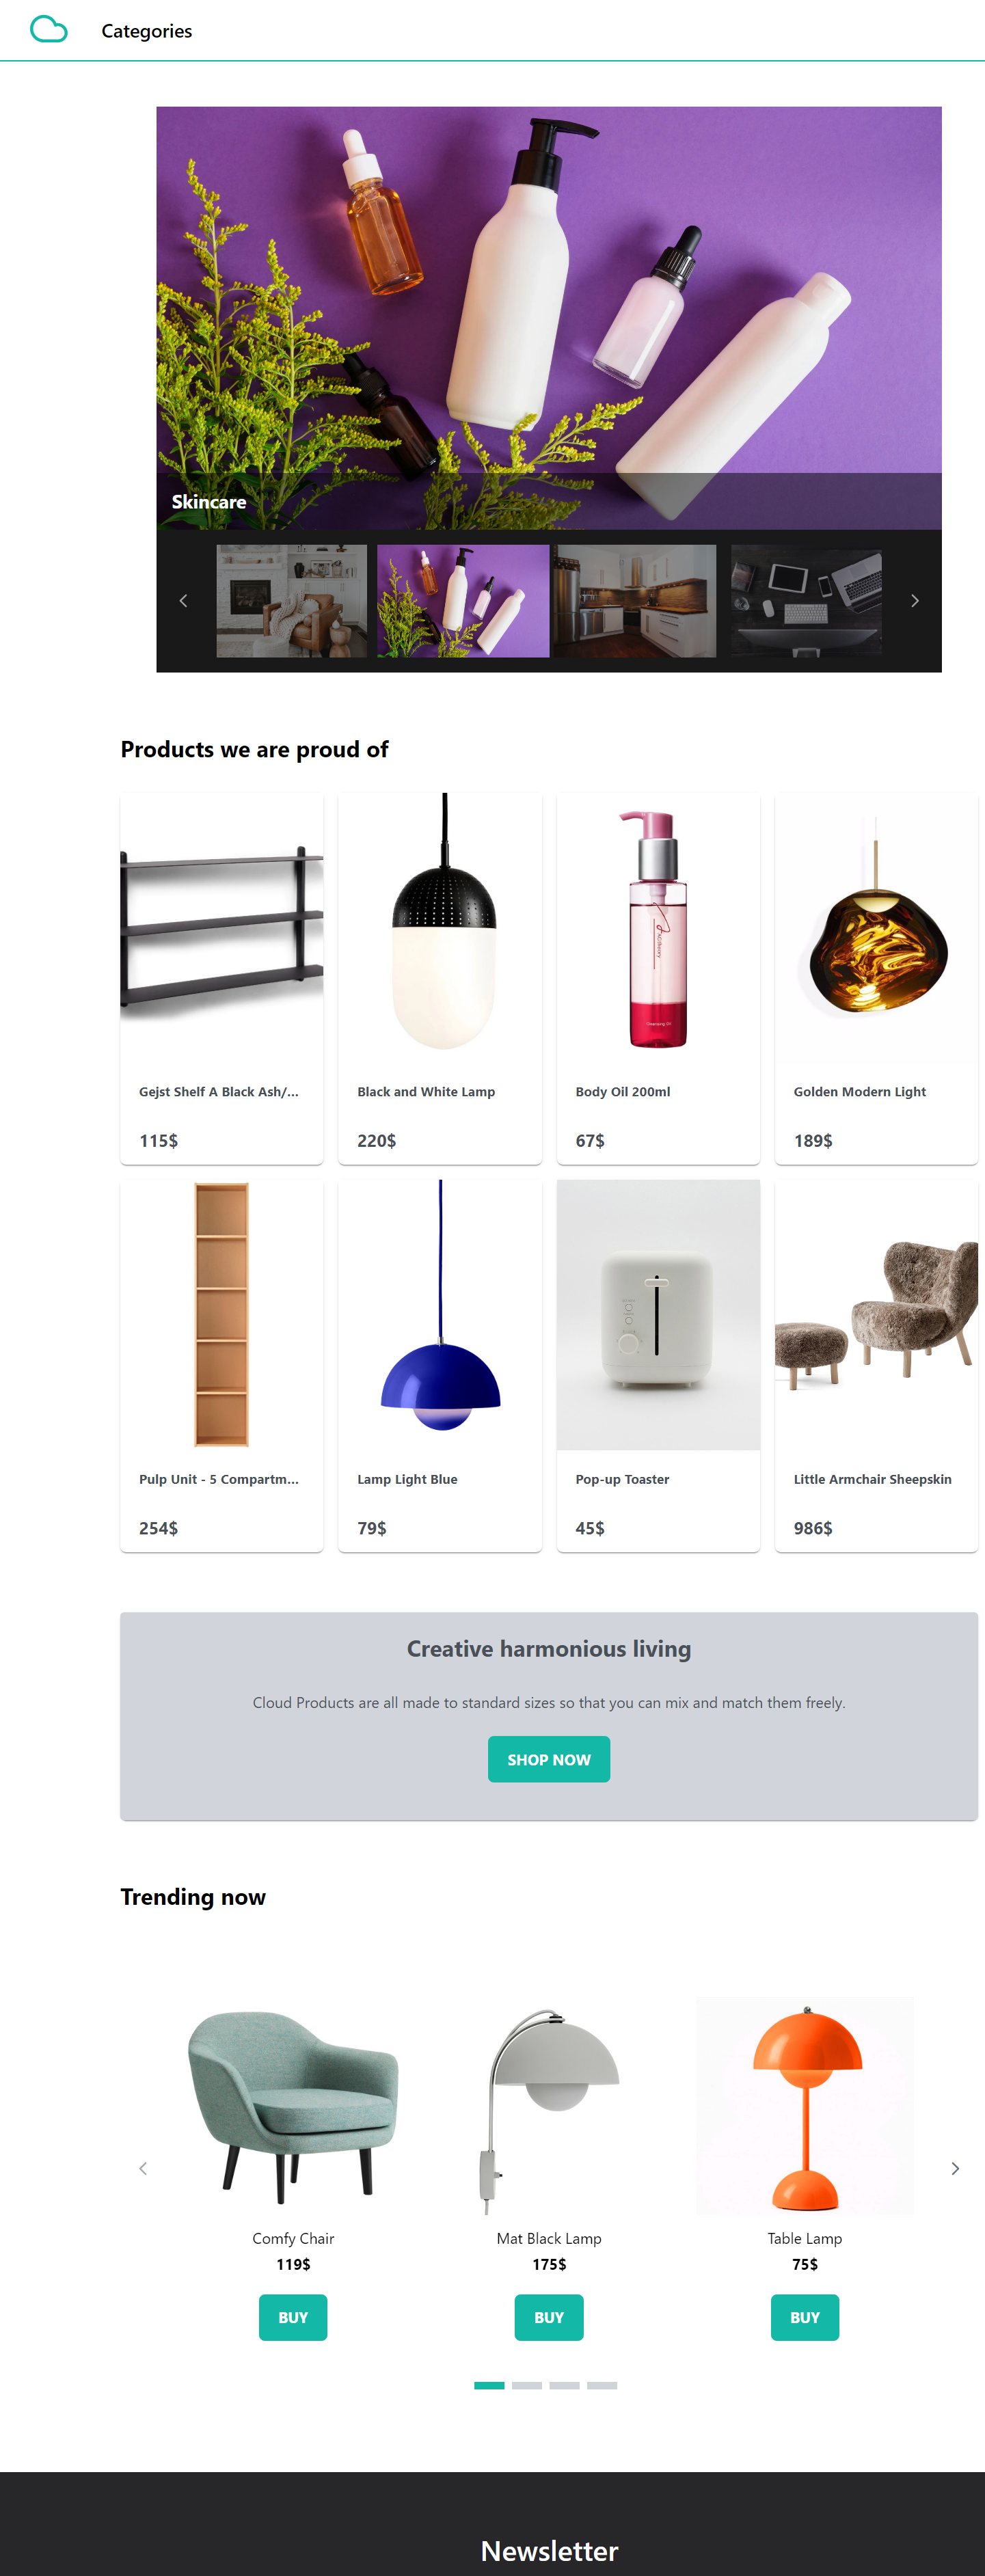 Categories
Skincare
Products we are proud of
Gejst Shelf A Black Ash/...
Black and White Lamp
Body Oil 200ml
Golden Modern Light
115$
220$
67$
189$
Pulp Unit - 5 Compartm...
Lamp Light Blue
Pop-up Toaster
Little Armchair Sheepskin
254$
79$
45$
986$
Creative harmonious living
Cloud Products are all made to standard sizes so that you can mix and match them freely.
SHOP NOW
Trending now
Comfy Chair
Mat Black Lamp
Table Lamp
119$
175$
75$
BUY
BUY
BUY
Newsletter